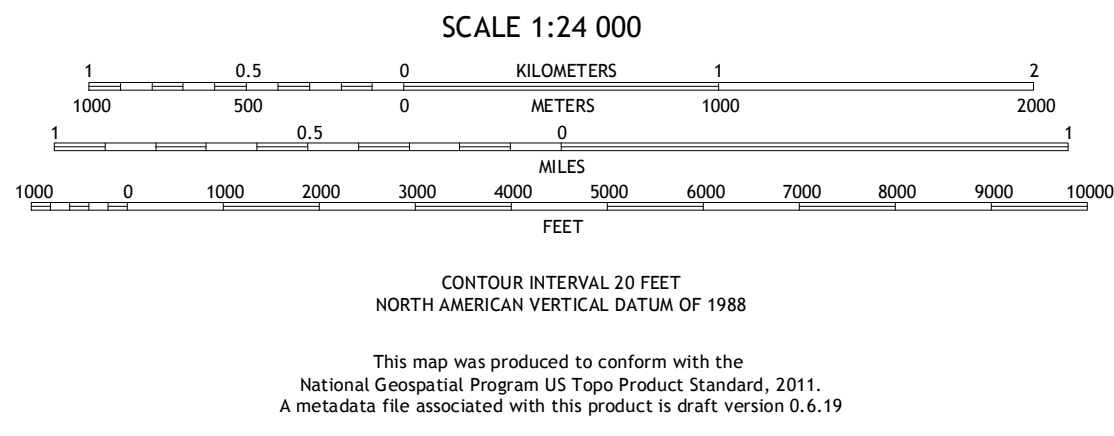 SCALE 1:24 000
1 0.5 0 KILOMETERS 1 2
1000 500 0 METERS 1000 2000
1 0.5 0 1
MILES
1000 0 1000 2000 3000 4000 5000 6000 7000 8000 9000 10000
FEET
CONTOUR INTERVAL 20 FEET
NORTH AMERICAN VERTICAL DATUM OF 1988
This map was produced to conform with the
National Geospatial Program US Topo Product Standard, 2011.
A metadata file associated with this product is draft version 0.6.19